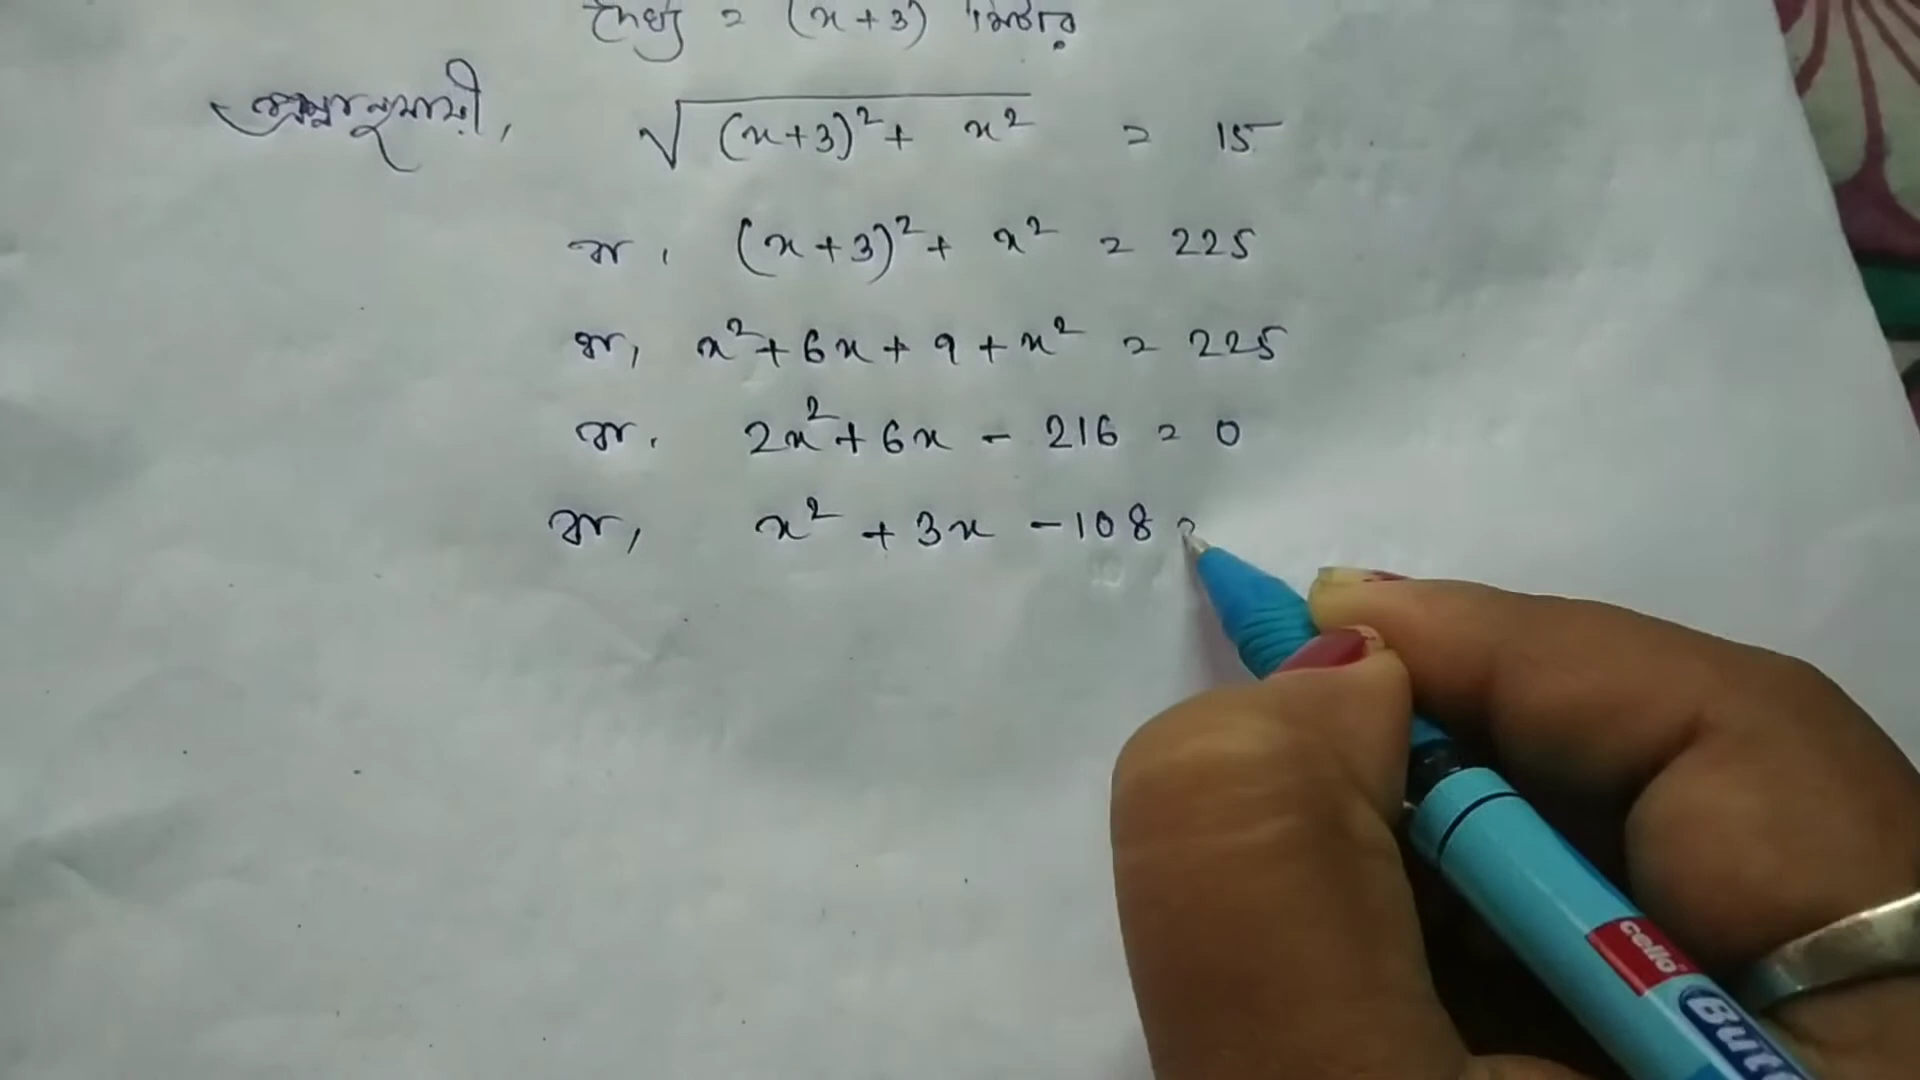 দৈর্ঘ্য = (x+3) মিটার
প্রশ্নানুযায়ী, √((x+3)² + x²) = 15
বা, (x+3)² + x² = 225
বা, x² + 6x + 9 + x² = 225
বা, 2x² + 6x - 216 = 0
বা, x² + 3x - 108 =
cello